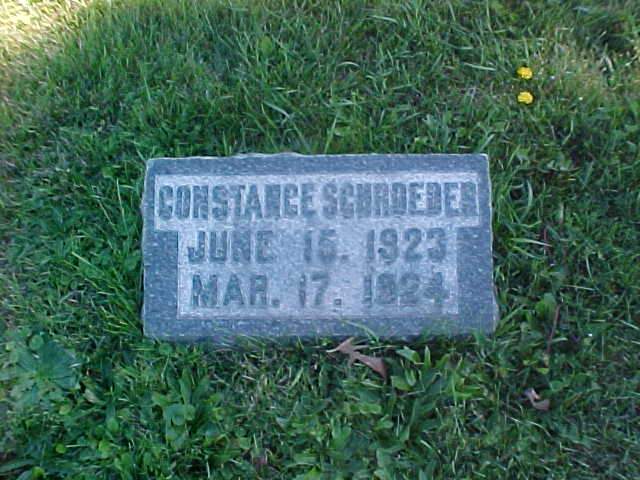 CONSTANCE SCHROEDER
JUNE 15. 1923
MAR. 17. 1924